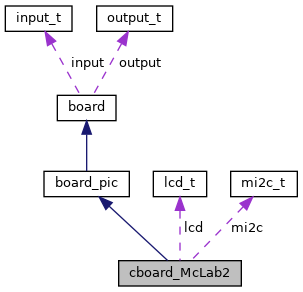 input_t output_t
input output
board
board_pic lcd_t mi2c_t
lcd mi2c
cboard_McLab2